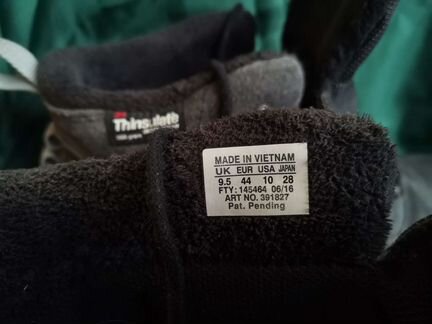 3M
Thinsulate
MADE IN VIETNAM
UK EUR USA JAPAN
9.5 44 10 28
FTY: 145464 06/16
ART NO. 391827
Pat. Pending